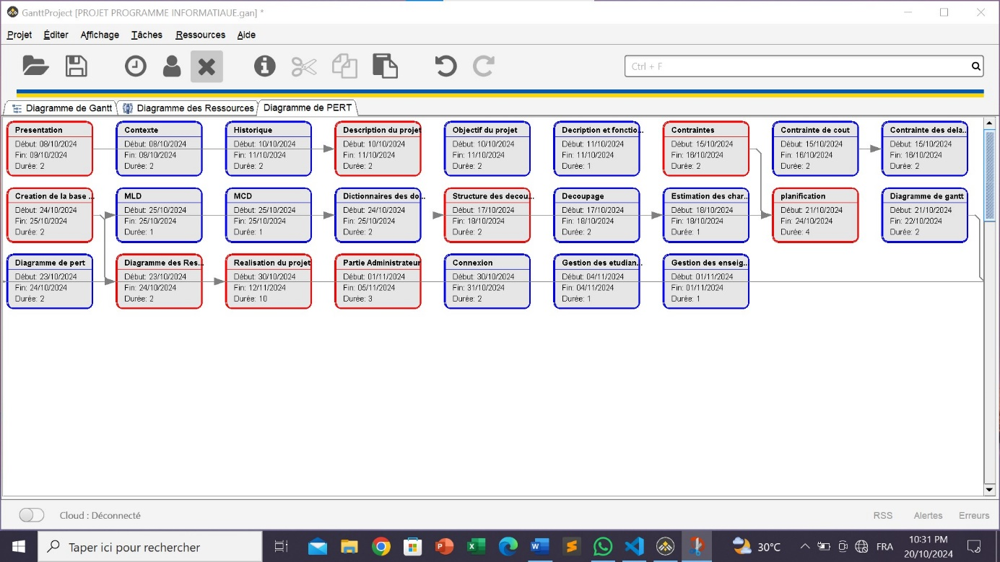 GanttProject [PROJET PROGRAMME INFORMATIAUE.gan] *
Projet Éditer Affichage Tâches Ressources Aide
Ctrl + F
Diagramme de Gantt Diagramme des Ressources Diagramme de PERT
Presentation
Début: 08/10/2024
Fin: 09/10/2024
Durée: 2
Contexte
Début: 08/10/2024
Fin: 09/10/2024
Durée: 2
Historique
Début: 10/10/2024
Fin: 11/10/2024
Durée: 2
Description du projet
Début: 10/10/2024
Fin: 11/10/2024
Durée: 2
Objectif du projet
Début: 10/10/2024
Fin: 11/10/2024
Durée: 2
Decription et fonctio...
Début: 11/10/2024
Fin: 11/10/2024
Durée: 1
Contraintes
Début: 15/10/2024
Fin: 16/10/2024
Durée: 2
Contrainte de cout
Début: 15/10/2024
Fin: 16/10/2024
Durée: 2
Contrainte des dela...
Début: 15/10/2024
Fin: 16/10/2024
Durée: 2
Creation de la base ...
Début: 24/10/2024
Fin: 25/10/2024
Durée: 2
MLD
Début: 25/10/2024
Fin: 25/10/2024
Durée: 1
MCD
Début: 25/10/2024
Fin: 25/10/2024
Durée: 1
Dictionnaires des do...
Début: 24/10/2024
Fin: 25/10/2024
Durée: 2
Structure des decou...
Début: 17/10/2024
Fin: 18/10/2024
Durée: 2
Decoupage
Début: 17/10/2024
Fin: 18/10/2024
Durée: 2
Estimation des char...
Début: 18/10/2024
Fin: 18/10/2024
Durée: 1
planification
Début: 21/10/2024
Fin: 24/10/2024
Durée: 4
Diagramme de gantt
Début: 21/10/2024
Fin: 22/10/2024
Durée: 2
Diagramme de pert
Début: 23/10/2024
Fin: 24/10/2024
Durée: 2
Diagramme des Res...
Début: 23/10/2024
Fin: 24/10/2024
Durée: 2
Realisation du projet
Début: 30/10/2024
Fin: 12/11/2024
Durée: 10
Partie Administrateur
Début: 01/11/2024
Fin: 05/11/2024
Durée: 3
Connexion
Début: 30/10/2024
Fin: 31/10/2024
Durée: 2
Gestion des etudian...
Début: 04/11/2024
Fin: 04/11/2024
Durée: 1
Gestion des enseig...
Début: 01/11/2024
Fin: 01/11/2024
Durée: 1
Cloud : Déconnecté
RSS Alertes Erreurs
Taper ici pour rechercher
30°C
FRA
10:31 PM
20/10/2024